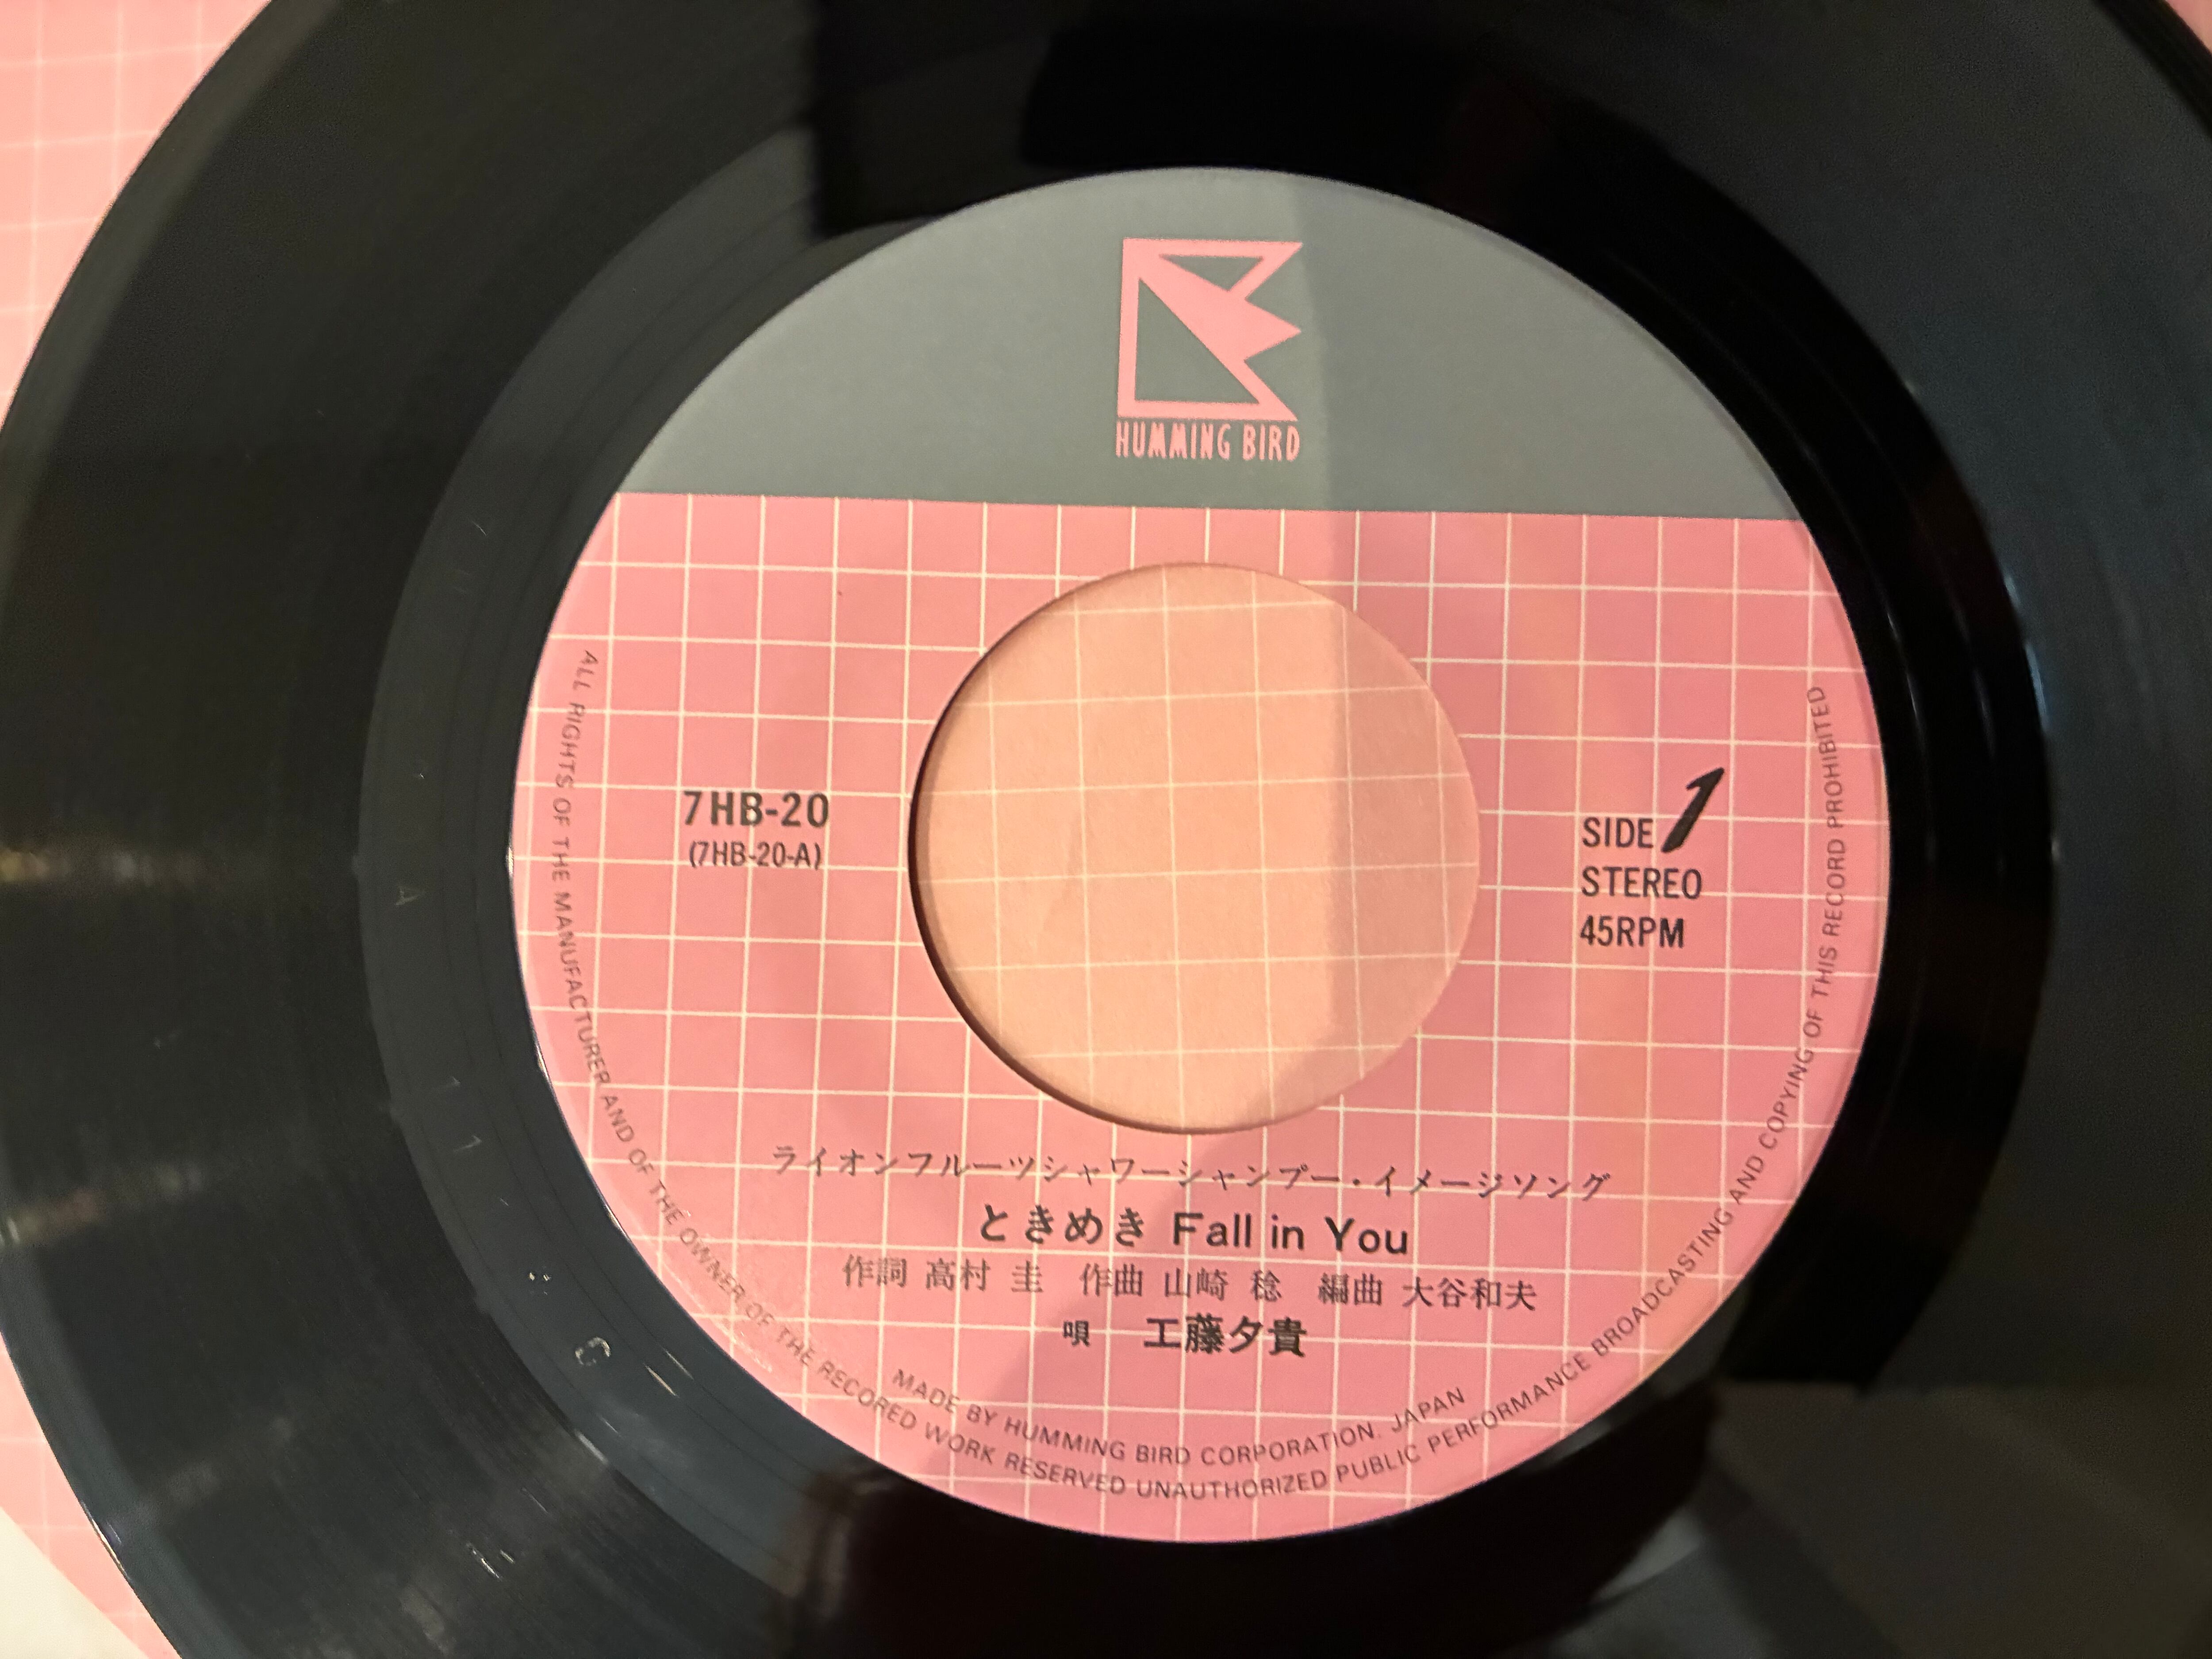 HUMMING BIRD
7HB-20
(7HB-20-A)
SIDE 1
STEREO
45RPM
ライオンフルーツシャワーシャンプー・イメージソング
ときめき Fall in You
作詞 高村 圭 作曲 山崎 稔 編曲 大谷和夫
唄 工藤夕貴
MADE BY HUMMING BIRD CORPORATION. JAPAN
ALL RIGHTS OF THE MANUFACTURER AND OF THE OWNER OF THE RECORED WORK RESERVED UNAUTHORIZED PUBLIC PERFORMANCE BROADCASTING AND COPYING OF THIS RECORD PROHIBITED